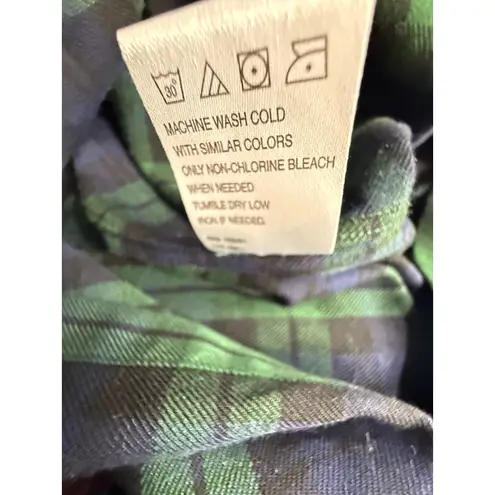 30°
MACHINE WASH COLD
WITH SIMILAR COLORS
ONLY NON-CHLORINE BLEACH
WHEN NEEDED
TUMBLE DRY LOW
IRON IF NEEDED.